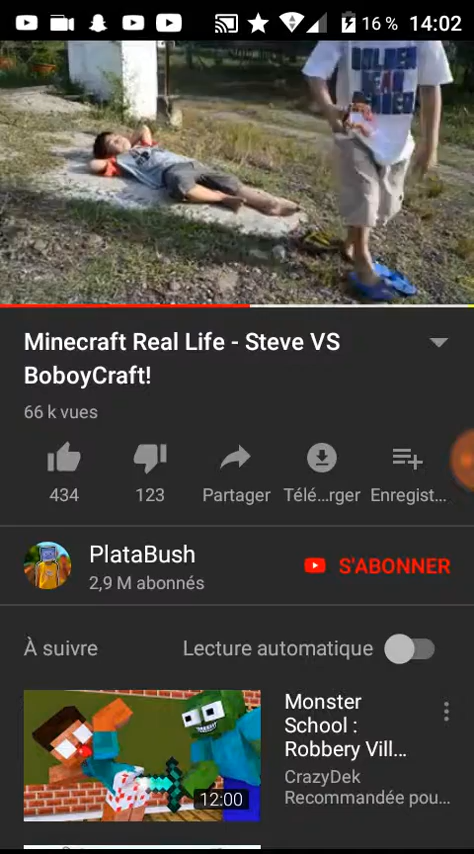 16 % 14:02
Minecraft Real Life - Steve VS
BoboyCraft!
66 k vues
434 123 Partager Télé...rger Enregist...
PlataBush
S'ABONNER
2,9 M abonnés
À suivre Lecture automatique
Monster
School :
Robbery Vill...
CrazyDek
Recommandée pou...
12:00